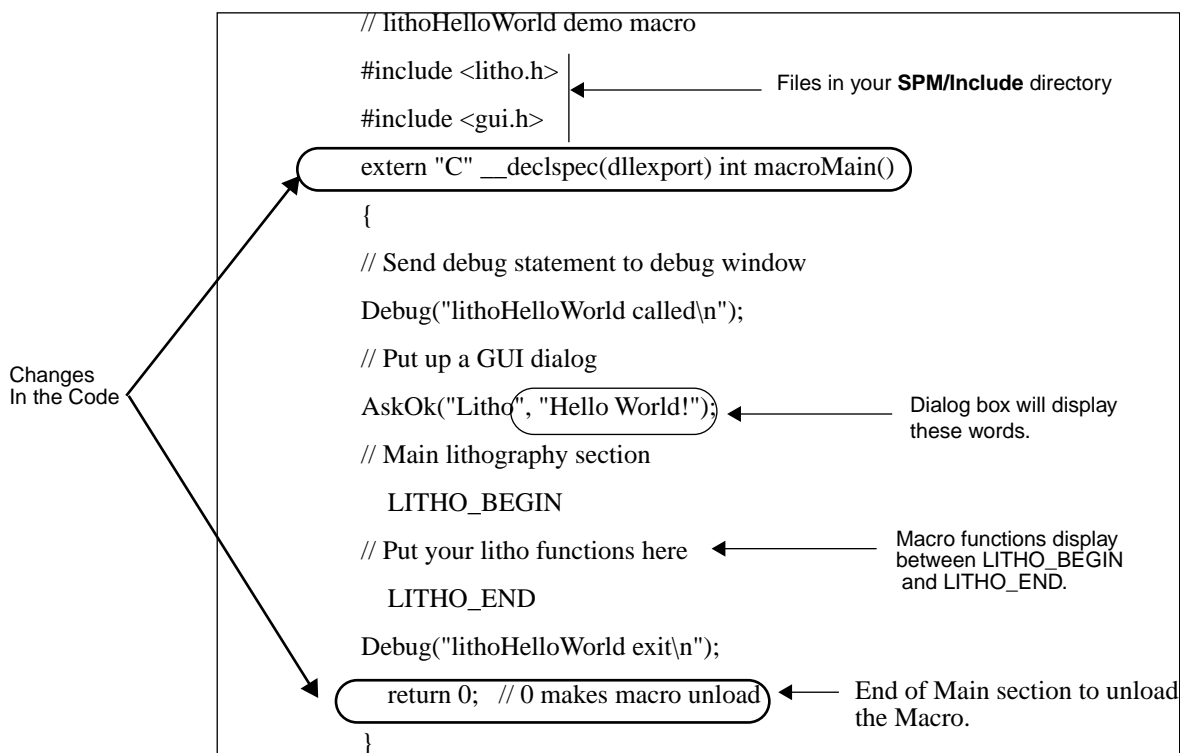 // lithoHelloWorld demo macro
#include <litho.h>
Files in your SPM/Include directory
#include <gui.h>
extern "C" __declspec(dllexport) int macroMain()
{
// Send debug statement to debug window
Debug("lithoHelloWorld called\n");
// Put up a GUI dialog
Changes
In the Code
AskOk("Litho", "Hello World!");
Dialog box will display
these words.
// Main lithography section
LITHO_BEGIN
// Put your litho functions here
Macro functions display
between LITHO_BEGIN
and LITHO_END.
LITHO_END
Debug("lithoHelloWorld exit\n");
return 0;   // 0 makes macro unload
End of Main section to unload
the Macro.
}